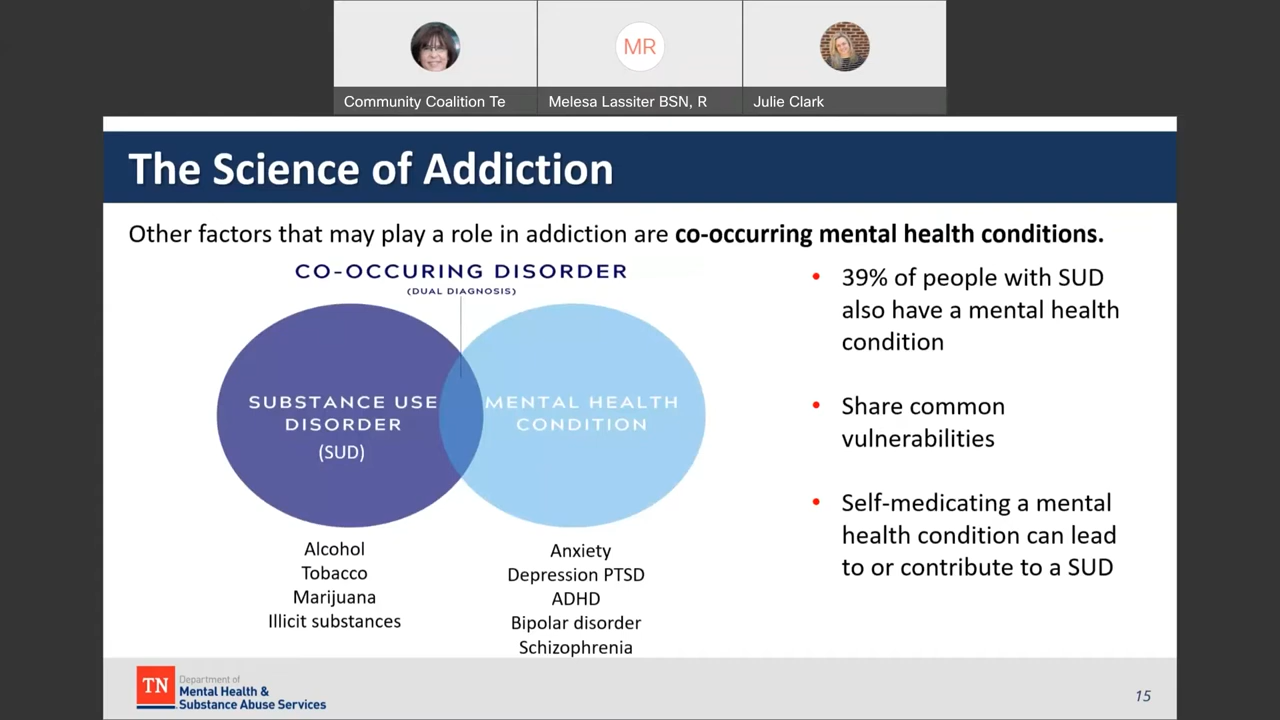 MR
Community Coalition Te
Melesa Lassiter BSN, R
Julie Clark
The Science of Addiction
Other factors that may play a role in addiction are co-occurring mental health conditions.
CO-OCCURING DISORDER
(DUAL DIAGNOSIS)
SUBSTANCE USE
DISORDER
(SUD)
MENTAL HEALTH
CONDITION
Alcohol
Tobacco
Marijuana
Illicit substances
Anxiety
Depression PTSD
ADHD
Bipolar disorder
Schizophrenia
• 39% of people with SUD
also have a mental health
condition
• Share common
vulnerabilities
• Self-medicating a mental
health condition can lead
to or contribute to a SUD
TN
Department of
Mental Health &
Substance Abuse Services
15